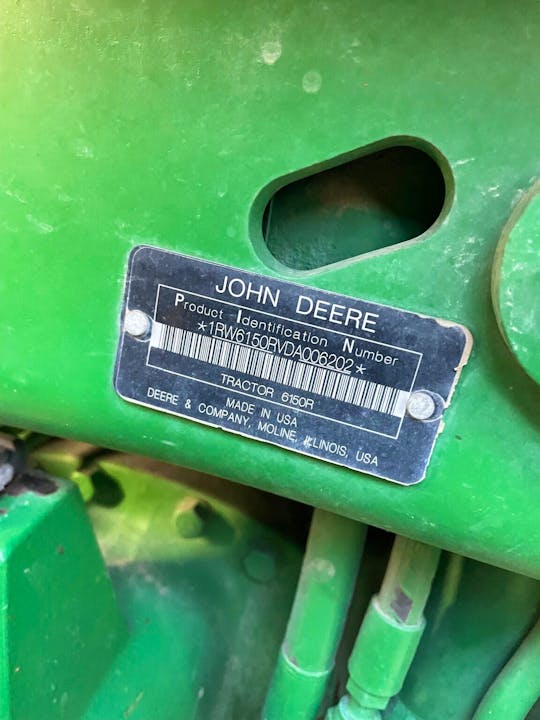 JOHN DEERE
Product Identification Number
*1RW6150RVDA006202*
TRACTOR 6150R
MADE IN USA
DEERE & COMPANY, MOLINE, ILLINOIS, USA